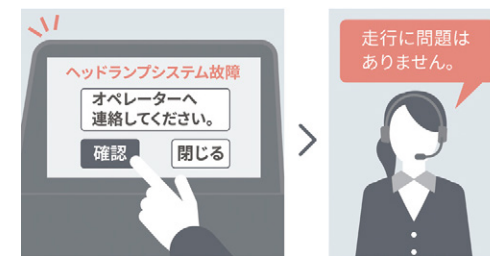 ヘッドランプシステム故障
オペレーターへ
連絡してください。
確認
閉じる
走行に問題は
ありません。